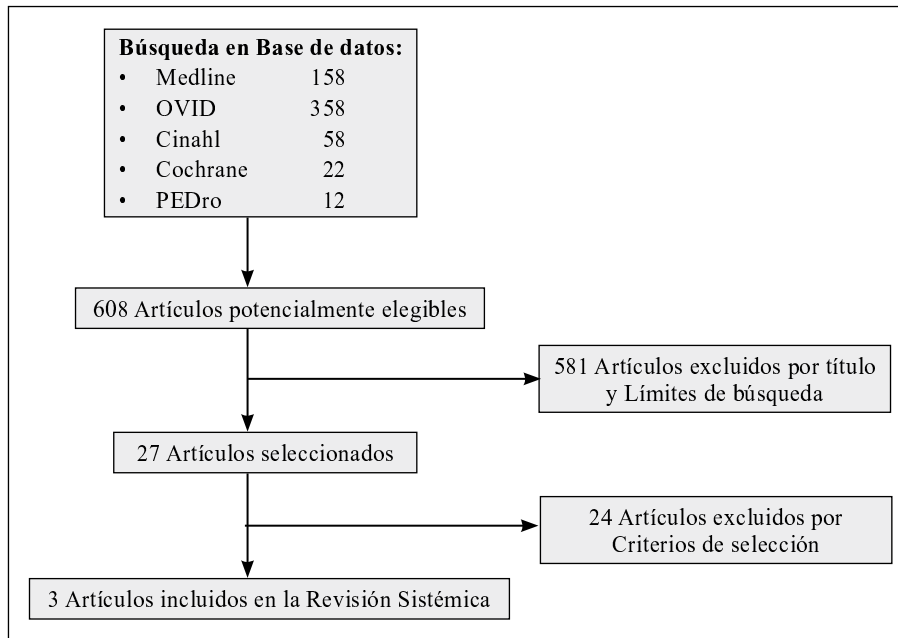 Búsqueda en Base de datos:
• Medline 158
• OVID 358
• Cinahl 58
• Cochrane 22
• PEDro 12
608 Artículos potencialmente elegibles
581 Artículos excluidos por título
y Límites de búsqueda
27 Artículos seleccionados
24 Artículos excluidos por
Criterios de selección
3 Artículos incluidos en la Revisión Sistémica